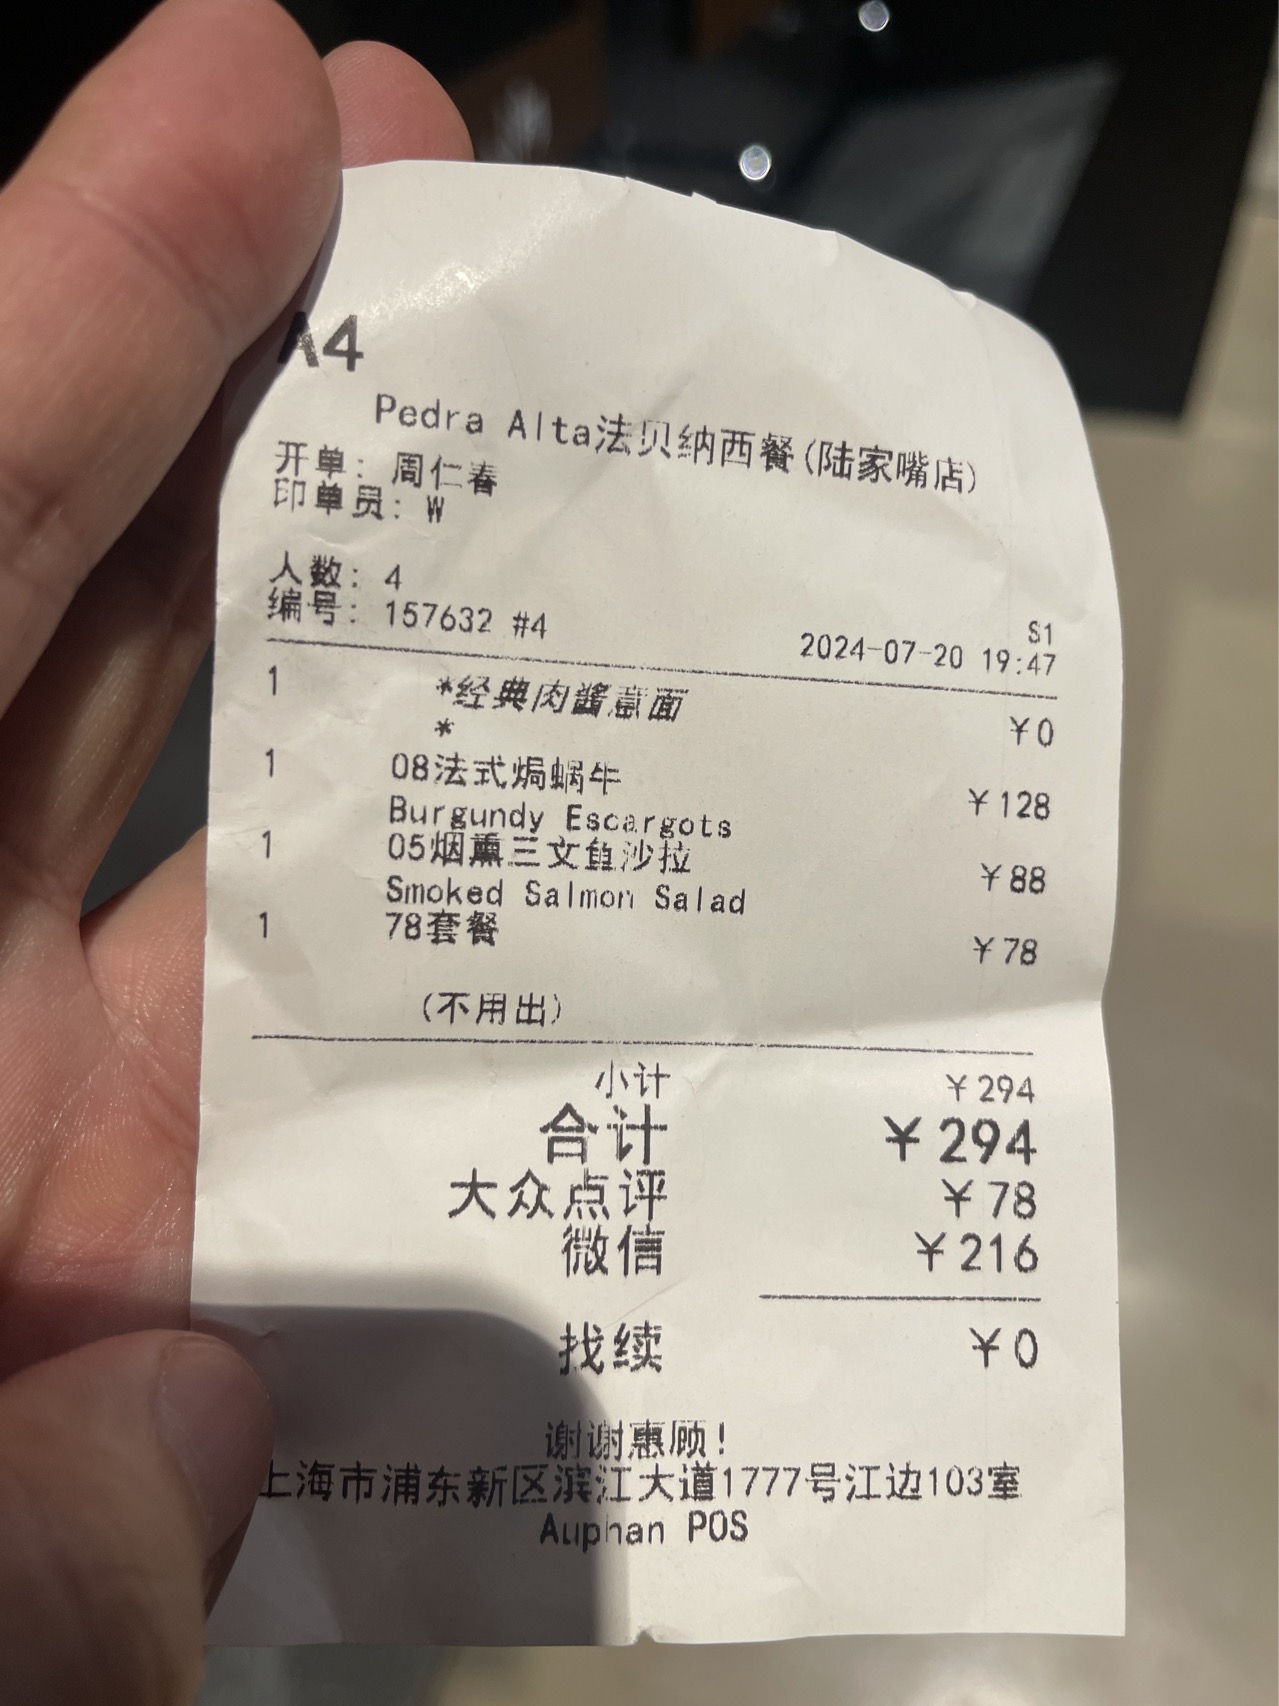 A4
Pedra Alta法贝纳西餐(陆家嘴店)
开单: 周仁春
印单员: W
人数: 4
编号: 157632 #4
S1
2024-07-20 19:47
1 *经典肉酱意面 ¥0
*
1 08法式焗蜗牛 ¥128
Burgundy Escargots
1 05烟熏三文鱼沙拉 ¥88
Smoked Salmon Salad
1 78套餐 ¥78
(不用出)
小计 ¥294
合计 ¥294
大众点评 ¥78
微信 ¥216
找续 ¥0
谢谢惠顾!
上海市浦东新区滨江大道1777号江边103室
Auphan POS